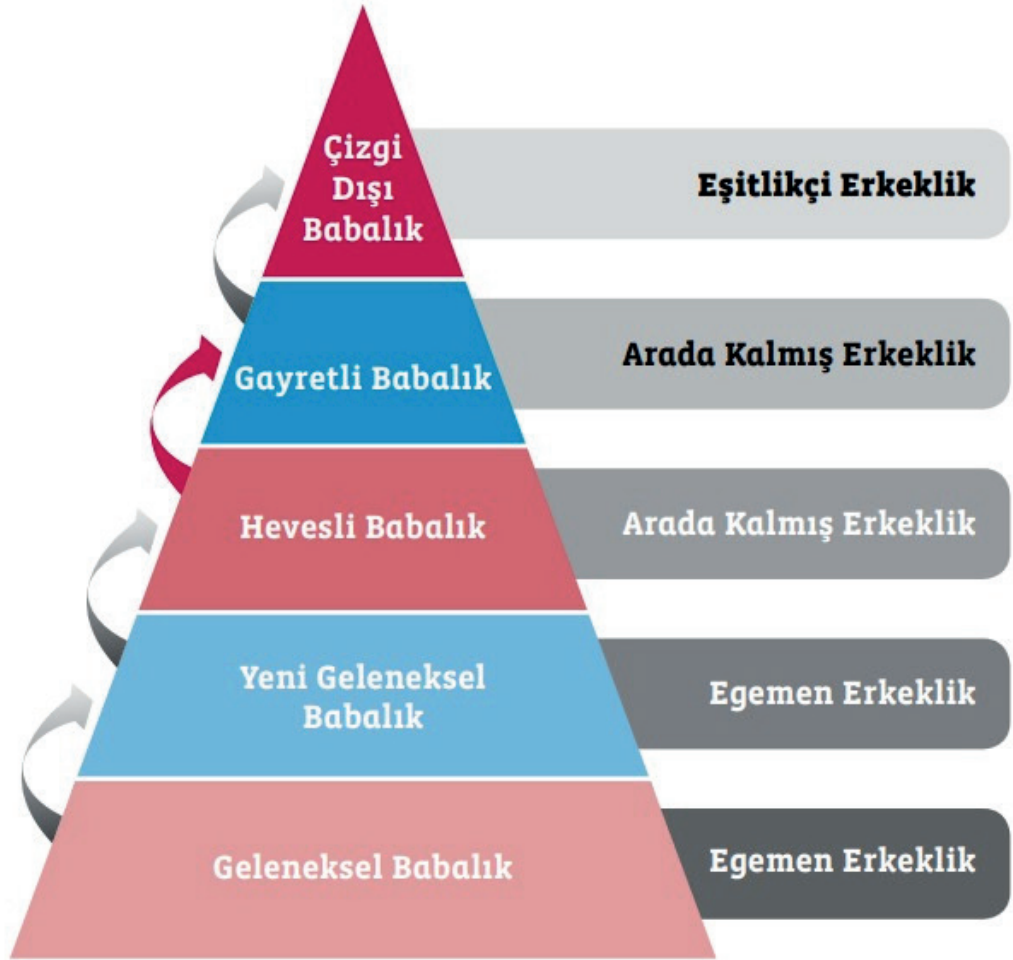 Çizgi
Dışı
Babalık
Eşitlikçi Erkeklik
Gayretli Babalık
Arada Kalmış Erkeklik
Hevesli Babalık
Arada Kalmış Erkeklik
Yeni Geleneksel
Babalık
Egemen Erkeklik
Geleneksel Babalık
Egemen Erkeklik